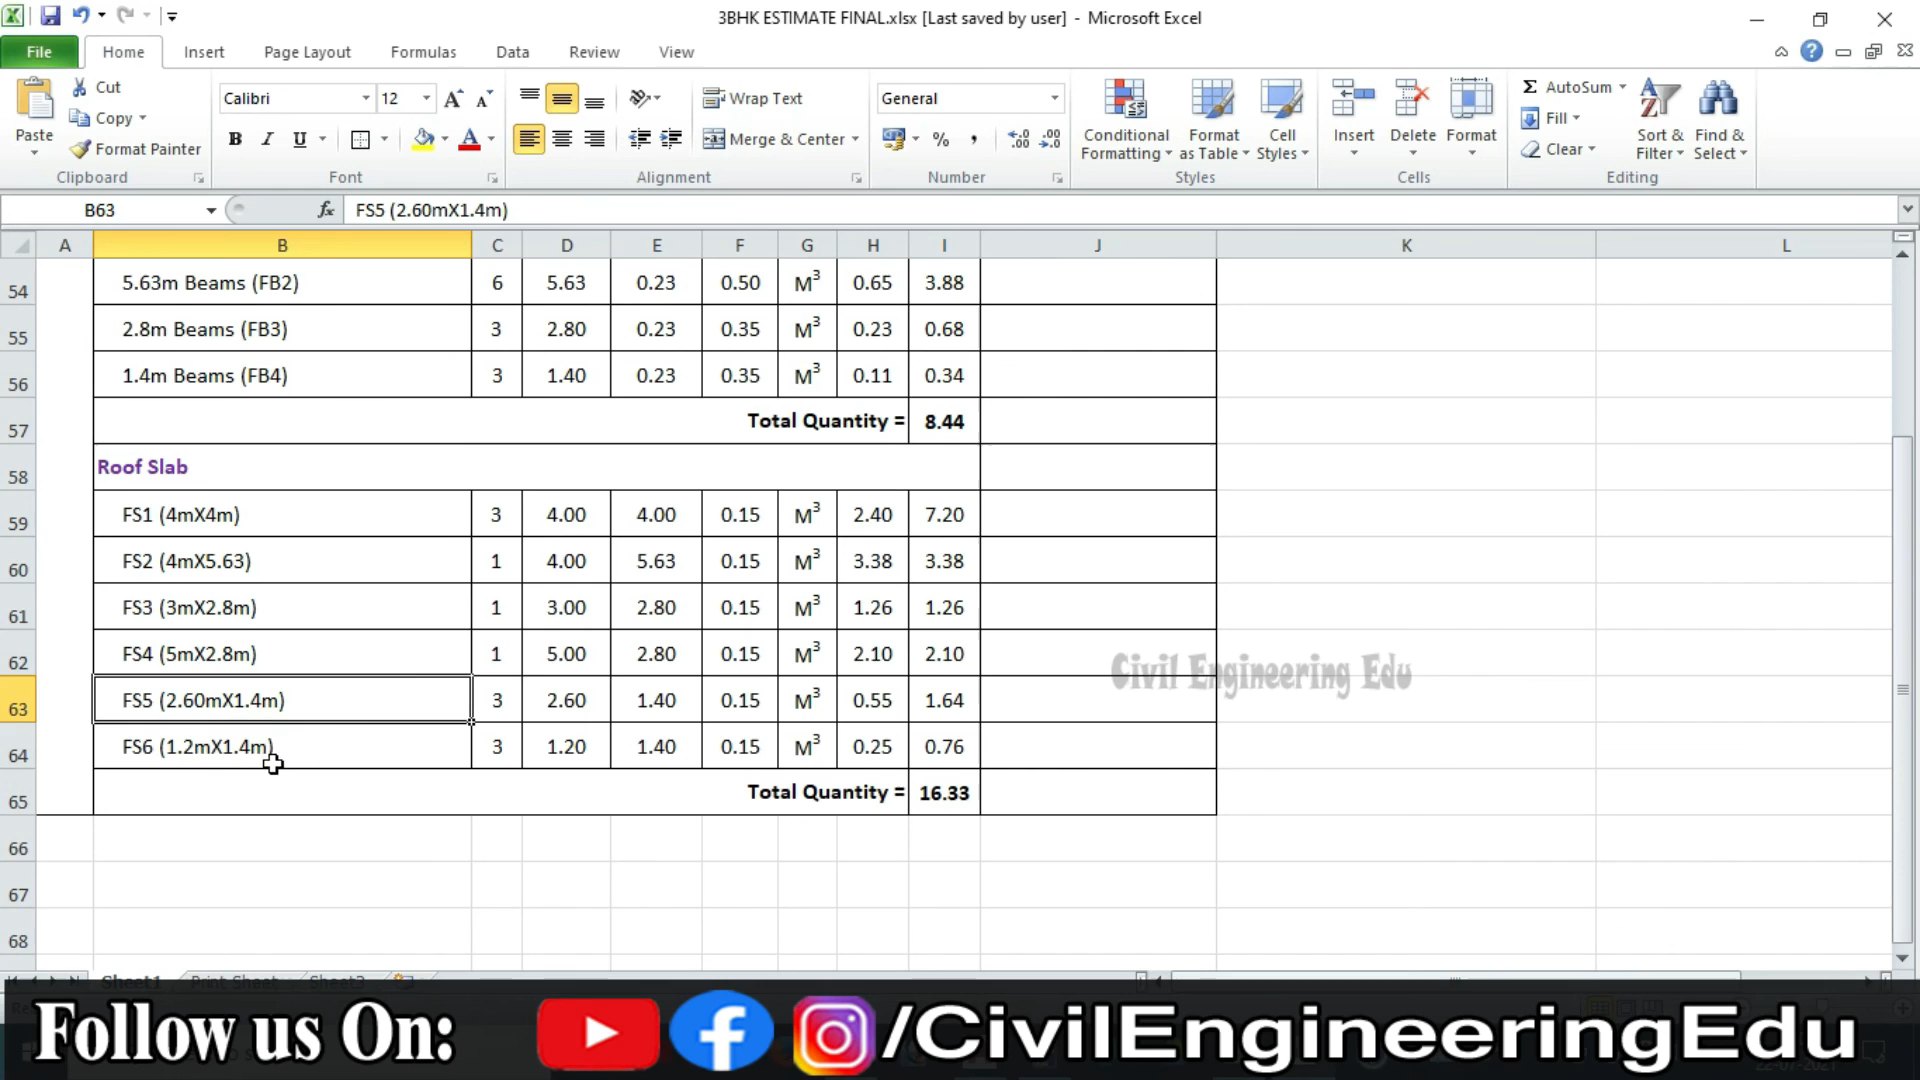 3BHK ESTIMATE FINAL.xlsx [Last saved by user] - Microsoft Excel
File Home Insert Page Layout Formulas Data Review View
Paste
Cut
Copy
Format Painter
Clipboard
Calibri 12
B I U
Font
Wrap Text
Merge & Center
Alignment
General
%
Number
Conditional Formatting
Format as Table
Cell Styles
Styles
Insert Delete Format
Cells
AutoSum
Fill
Clear
Sort & Filter
Find & Select
Editing
B63 fx FS5 (2.60mX1.4m)
A B C D E F G H I J K L
54 5.63m Beams (FB2) 6 5.63 0.23 0.50 M³ 0.65 3.88
55 2.8m Beams (FB3) 3 2.80 0.23 0.35 M³ 0.23 0.68
56 1.4m Beams (FB4) 3 1.40 0.23 0.35 M³ 0.11 0.34
57 Total Quantity = 8.44
58 Roof Slab
59 FS1 (4mX4m) 3 4.00 4.00 0.15 M³ 2.40 7.20
60 FS2 (4mX5.63) 1 4.00 5.63 0.15 M³ 3.38 3.38
61 FS3 (3mX2.8m) 1 3.00 2.80 0.15 M³ 1.26 1.26
62 FS4 (5mX2.8m) 1 5.00 2.80 0.15 M³ 2.10 2.10
Civil Engineering Edu
63 FS5 (2.60mX1.4m) 3 2.60 1.40 0.15 M³ 0.55 1.64
64 FS6 (1.2mX1.4m) 3 1.20 1.40 0.15 M³ 0.25 0.76
65 Total Quantity = 16.33
66
67
68
Sheet1 Print Sheet Sheet3
Follow us On: /CivilEngineeringEdu